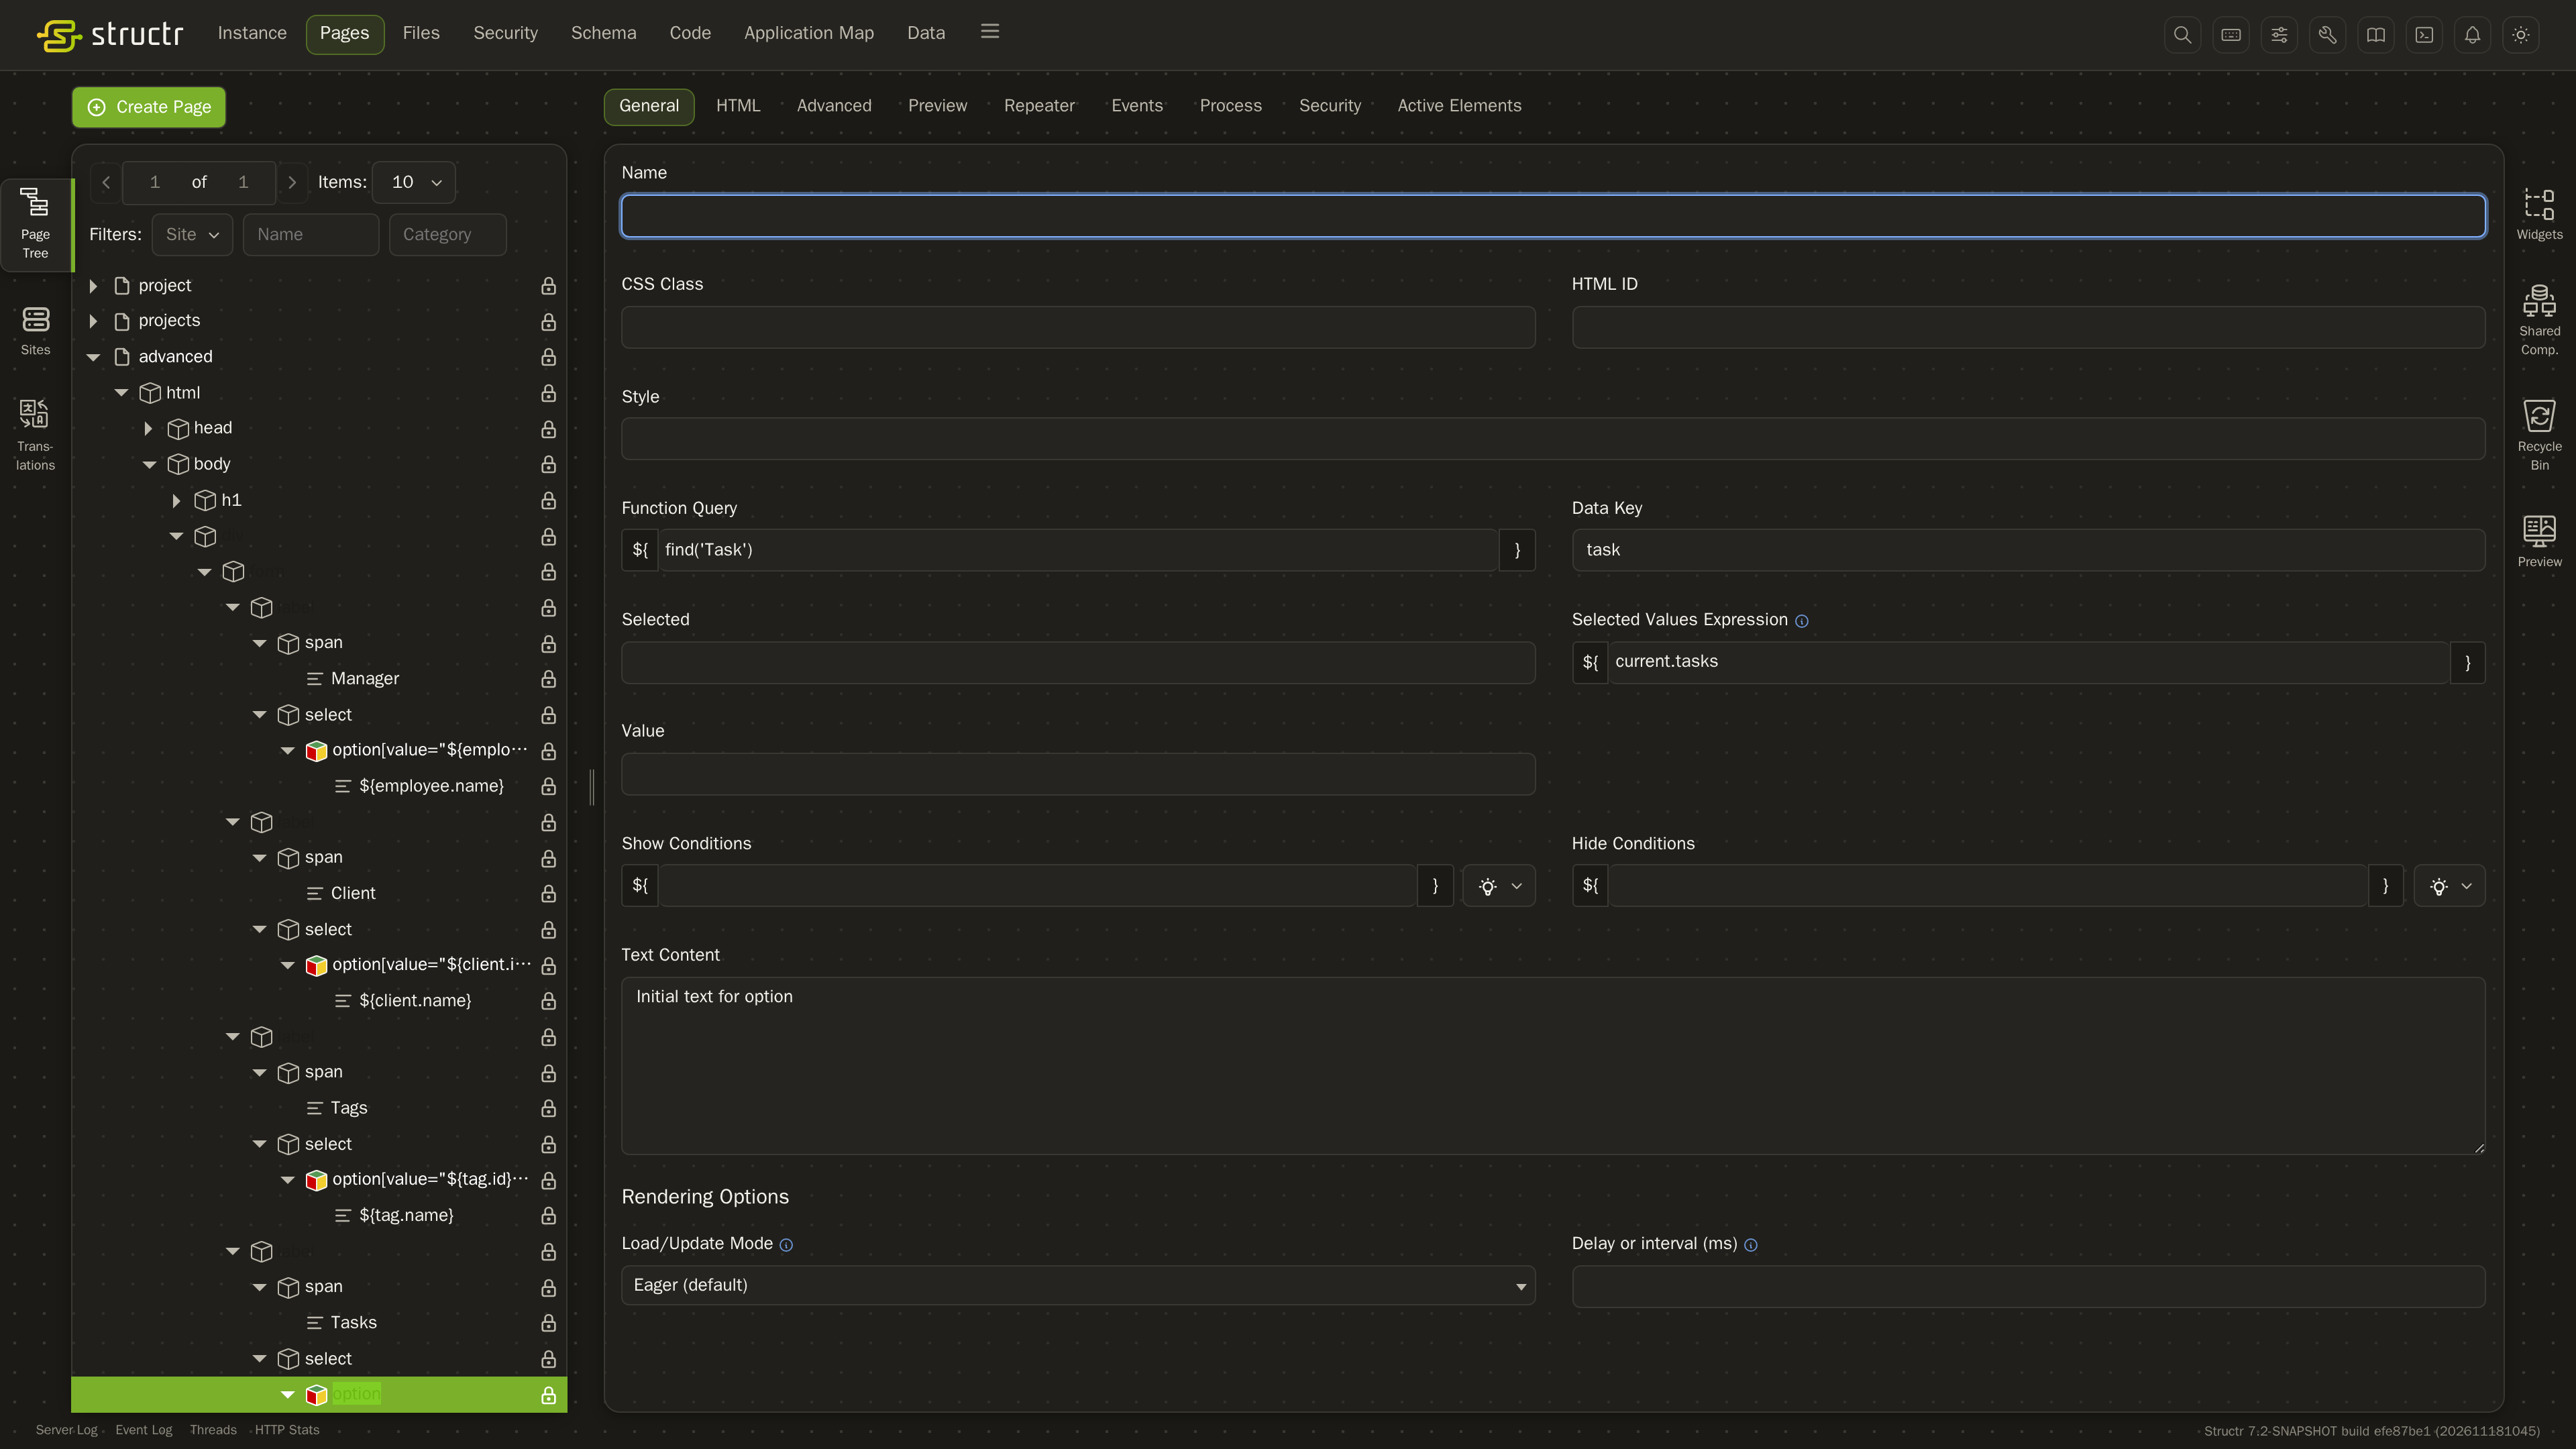 structr
Instance Pages Files Security Schema Code Application Map Data
Create Page
General HTML Advanced Preview Repeater Events Process Security Active Elements
1 of 1 Items: 10
Filters: Site Name Category
Page
Tree
Sites
Trans-
lations
project
projects
advanced
html
head
body
h1
span
Manager
select
option[value="${emplo···
${employee.name}
span
Client
select
option[value="${client.i···
${client.name}
span
Tags
select
option[value="${tag.id}···
${tag.name}
span
Tasks
select
option
Name
CSS Class HTML ID
Style
Function Query Data Key
${ find('Task') } task
Selected Selected Values Expression
${ current.tasks }
Value
Show Conditions Hide Conditions
${ } ${ }
Text Content
Initial text for option
Rendering Options
Load/Update Mode Delay or interval (ms)
Eager (default)
Widgets
Shared
Comp.
Recycle
Bin
Preview
Server Log Event Log Threads HTTP Stats
Structr 7.2-SNAPSHOT build efe87be1 (202611181045)